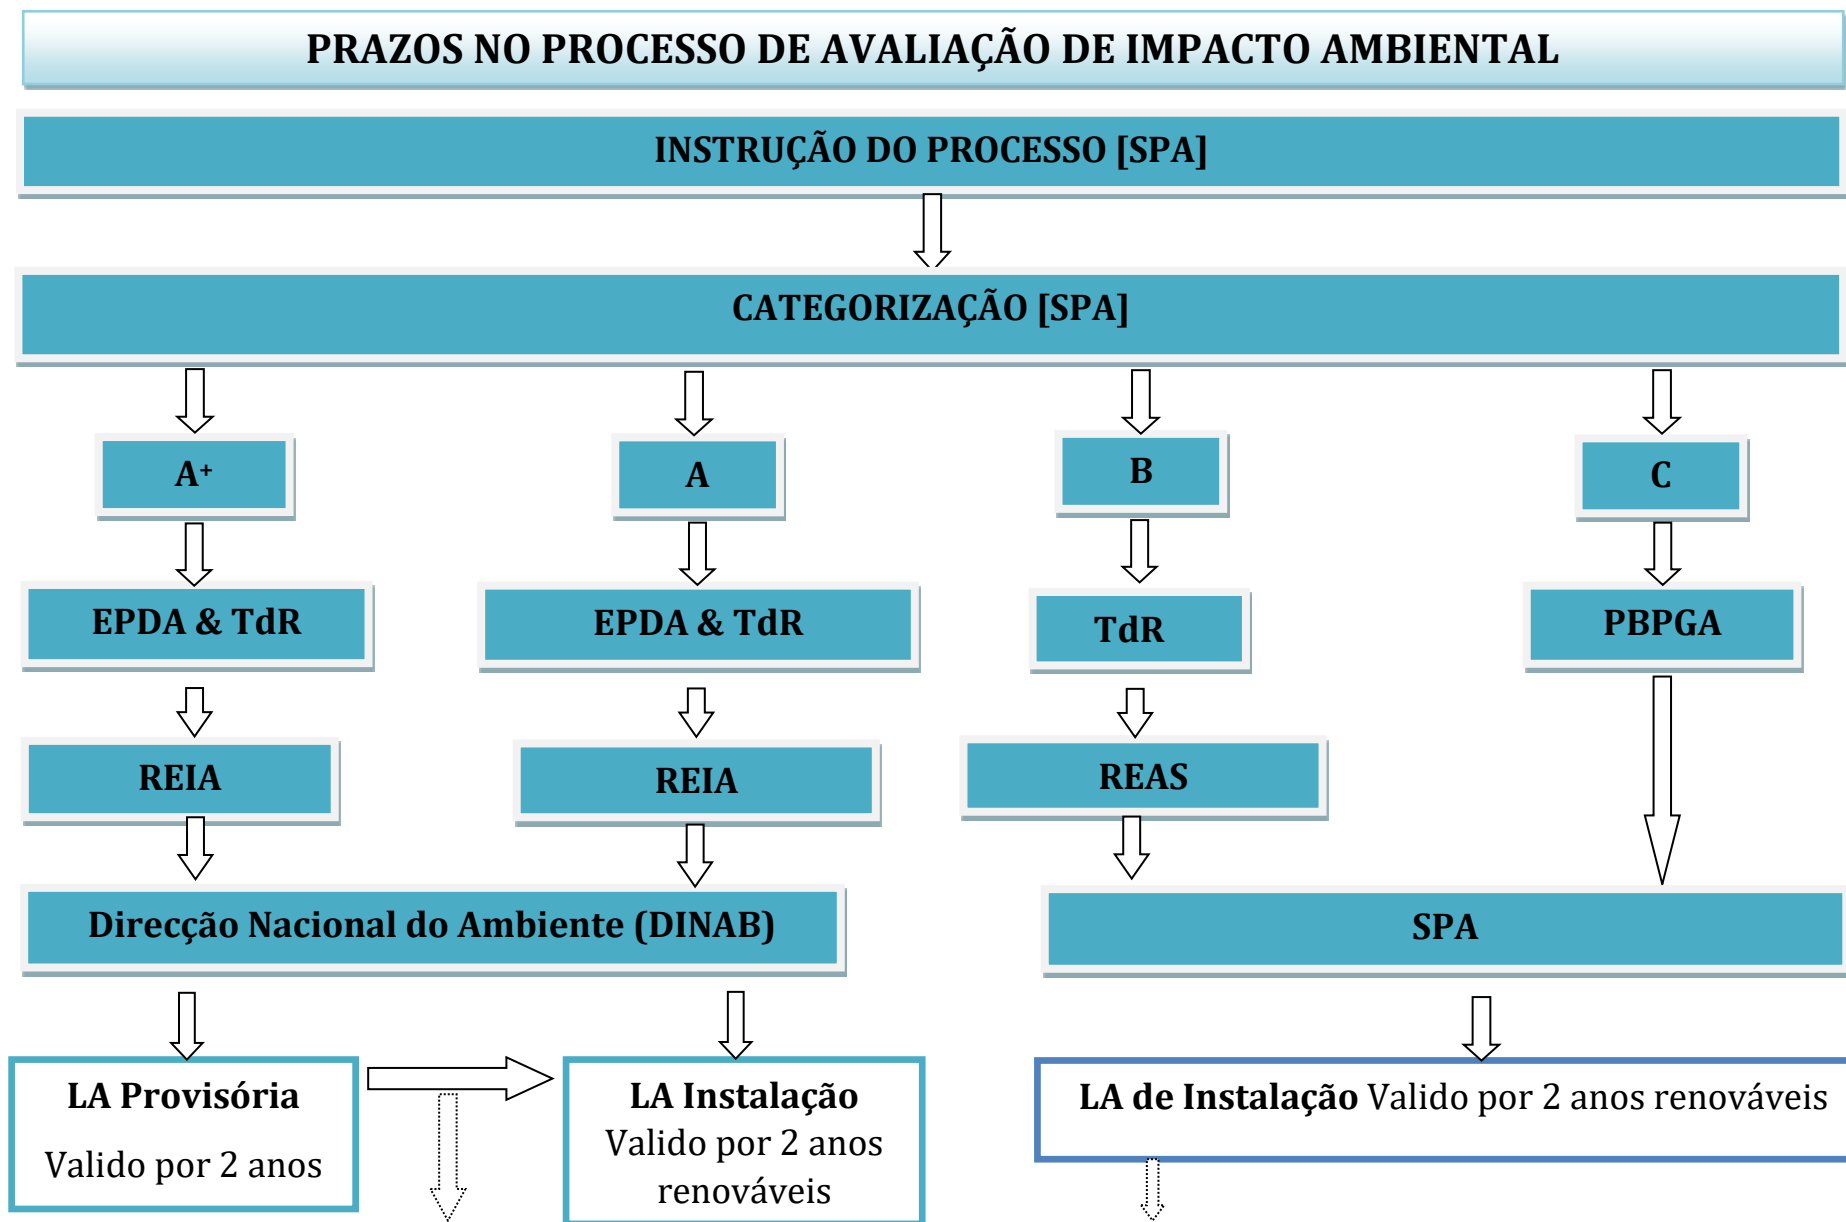 PRAZOS NO PROCESSO DE AVALIAÇÃO DE IMPACTO AMBIENTAL
INSTRUÇÃO DO PROCESSO [SPA]
CATEGORIZAÇÃO [SPA]
A⁺
A
B
C
EPDA & TdR
EPDA & TdR
TdR
PBPGA
REIA
REIA
REAS
Direcção Nacional do Ambiente (DINAB)
SPA
LA Provisória
Valido por 2 anos
LA Instalação
Valido por 2 anos
renováveis
LA de Instalação Valido por 2 anos renováveis